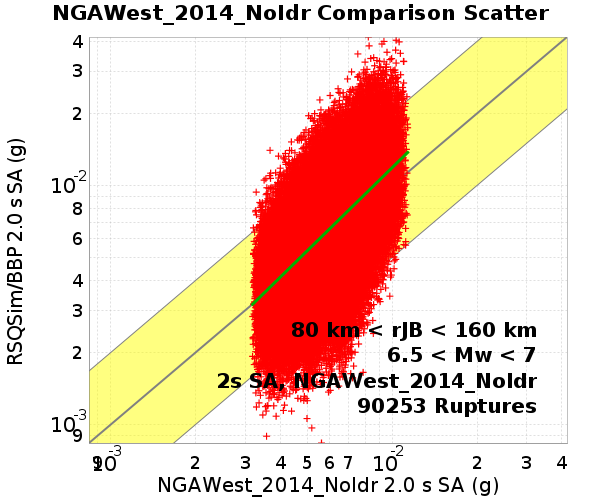 NGAWest_2014_NoIdr Comparison Scatter
RSQSim/BBP 2.0 s SA (g)
4
3
2
10-2
8
6
4
3
2
10-3
9
80 km < rJB < 160 km
6.5 < Mw < 7
2s SA, NGAWest_2014_NoIdr
90253 Ruptures
9 10-3 2 3 4 5 6 7 10-2 2 3 4
NGAWest_2014_NoIdr 2.0 s SA (g)